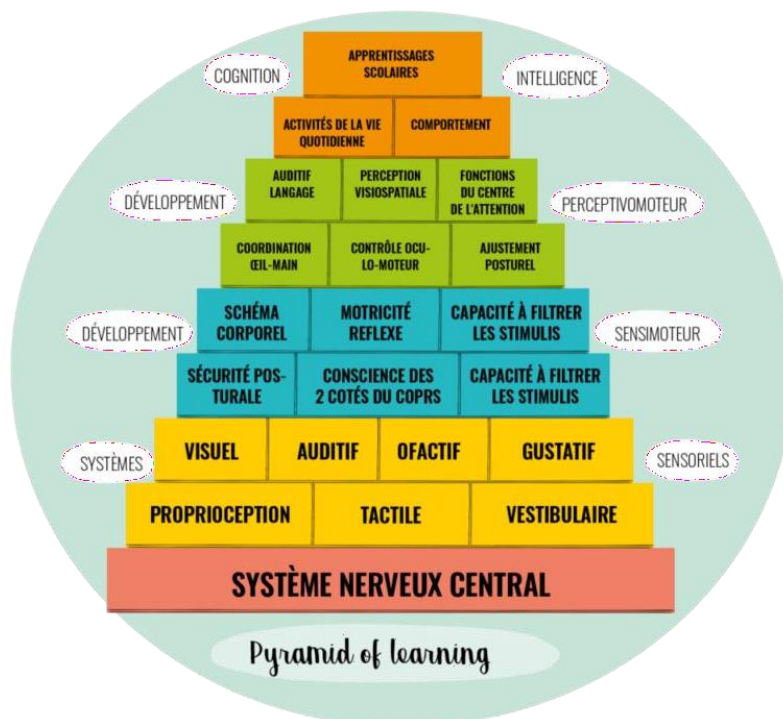 APPRENTISSAGES
SCOLAIRES
COGNITION
INTELLIGENCE
ACTIVITÉS DE LA VIE
QUOTIDIENNE
COMPORTEMENT
AUDITIF
LANGAGE
PERCEPTION
VISIOSPATIALE
FONCTIONS
DU CENTRE
DE L'ATTENTION
DÉVELOPPEMENT
PERCEPTIVOMOTEUR
COORDINATION
ŒIL-MAIN
CONTRÔLE OCU-
LO-MOTEUR
AJUSTEMENT
POSTUREL
SCHÉMA
CORPOREL
MOTRICITÉ
REFLEXE
CAPACITÉ À FILTRER
LES STIMULIS
DÉVELOPPEMENT
SENSIMOTEUR
SÉCURITÉ POS-
TURALE
CONSCIENCE DES
2 COTÉS DU COPRS
CAPACITÉ À FILTRER
LES STIMULIS
VISUEL
AUDITIF
OFACTIF
GUSTATIF
SYSTÈMES
SENSORIELS
PROPRIOCEPTION
TACTILE
VESTIBULAIRE
SYSTÈME NERVEUX CENTRAL
Pyramid of learning